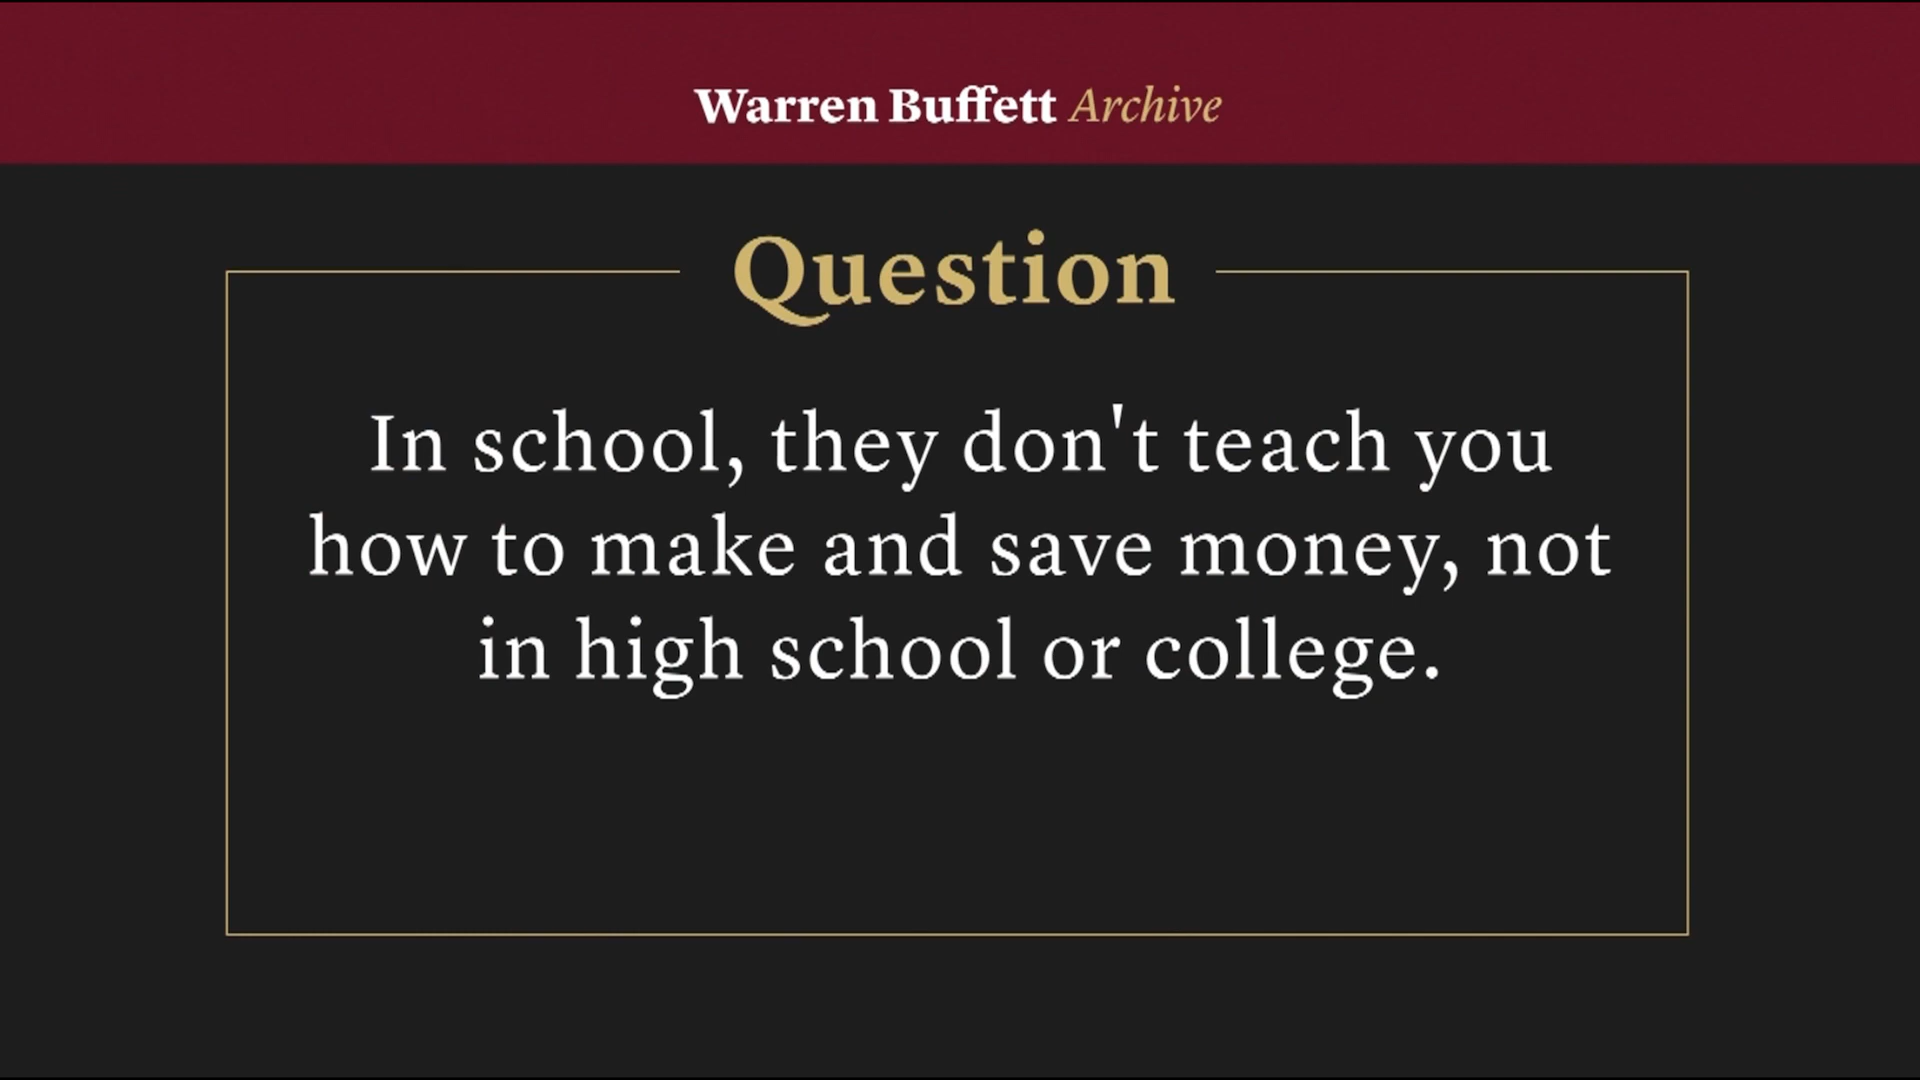 Warren Buffett Archive
Question
In school, they don't teach you
how to make and save money, not
in high school or college.